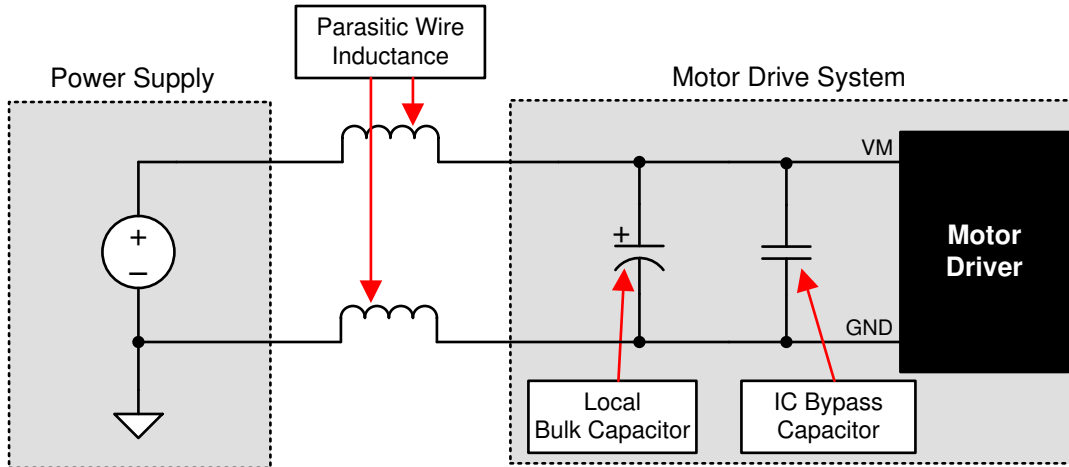 Parasitic Wire
Inductance
Power Supply
Motor Drive System
VM
+
−
+
Motor
Driver
GND
Local
Bulk Capacitor
IC Bypass
Capacitor